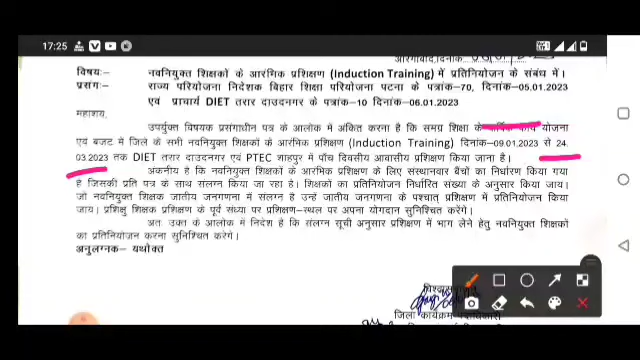 17:25
विषय:- नवनियुक्त शिक्षकों के आरंभिक प्रशिक्षण (Induction Training) में प्रतिनियोजन के संबंध में।
प्रसंग:- राज्य परियोजना निदेशक बिहार शिक्षा परियोजना पटना के पत्रांक-70, दिनांक-05.01.2023
एवं प्राचार्य DIET तरार दाउदनगर के पत्रांक-10 दिनांक-06.01.2023
महाशय,
उपर्युक्त विषयक प्रसंगाधीन पत्र के आलोक में अंकित करना है कि समग्र शिक्षा के वार्षिक कार्य योजना
एवं बजट में जिले के सभी नवनियुक्त शिक्षकों के आरंभिक प्रशिक्षण (Induction Training) दिनांक-09-01.2023 से 24.
03.2023 तक DIET तरार दाउदनगर एवं PTEC शाहपुर में पाँच दिवसीय आवासीय प्रशिक्षण किया जाना है।
अंकनीय है कि नवनियुक्त शिक्षकों के आरंभिक प्रशिक्षण के लिए संस्थानवार बैचों का निर्धारण किया गया
है जिसकी प्रति पत्र के साथ संलग्न किया जा रहा है। शिक्षकों का प्रतिनियोजन निर्धारित संख्या के अनुसार किया जाय।
जो नवनियुक्त शिक्षक जातीय जनगणना में संलग्न है उन्हे जातीय जनगणना के पश्चात् प्रशिक्षण में प्रतिनियोजन किया
जाय। प्रशिक्षु शिक्षक प्रशिक्षण के पूर्व संध्या पर प्रशिक्षण-स्थल पर अपना योगदान सुनिश्चित करेंगे।
अतः उक्त के आलोक में निदेश है कि संलग्न सूची अनुसार प्रशिक्षण में भाग लेने हेतु नवनियुक्त शिक्षकों
का प्रतिनियोजन करना सुनिश्चित करेंगे।
अनुलग्नक- यथोक्त
जिला कार्यक्रम पदाधिकारी